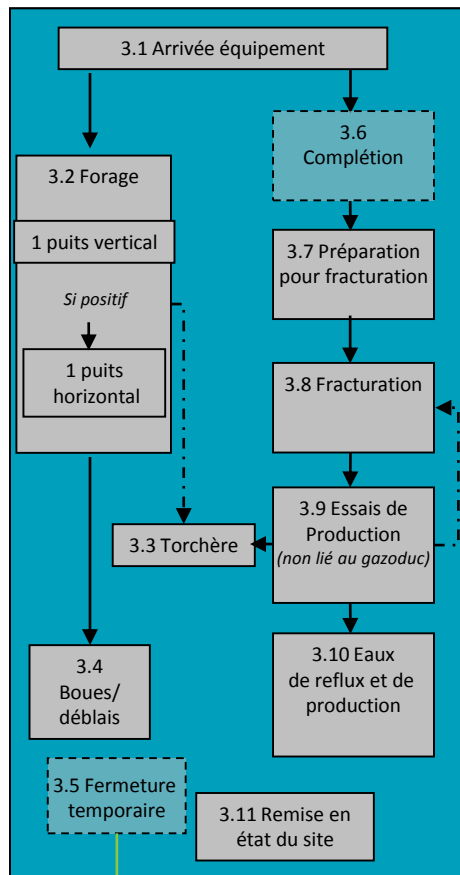 3.1 Arrivée équipement
3.2 Forage
1 puits vertical
Si positif
1 puits
horizontal
3.3 Torchère
3.4
Boues/
déblais
3.5 Fermeture
temporaire
3.6
Complétion
3.7 Préparation
pour fracturation
3.8 Fracturation
3.9 Essais de
Production
(non lié au gazoduc)
3.10 Eaux
de reflux et de
production
3.11 Remise en
état du site